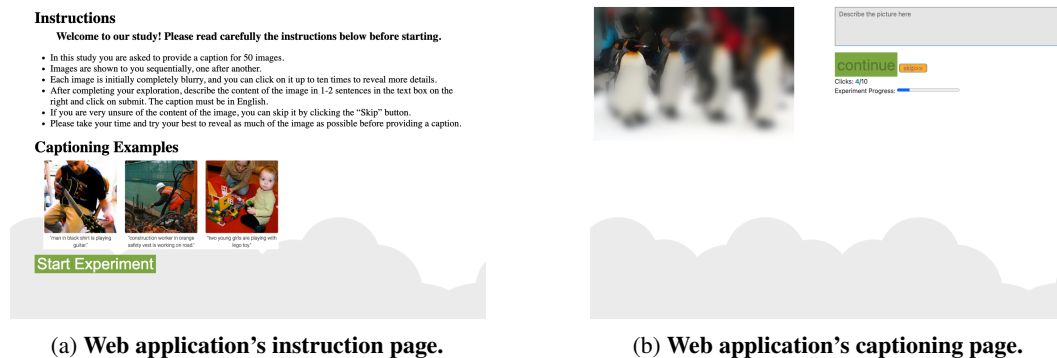 Instructions
Welcome to our study! Please read carefully the instructions below before starting.
• In this study you are asked to provide a caption for 50 images.
• Images are shown to you sequentially, one after another.
• Each image is initially completely blurry, and you can click on it up to ten times to reveal more details.
• After completing your exploration, describe the content of the image in 1-2 sentences in the text box on the
right and click on submit. The caption must be in English.
• If you are very unsure of the content of the image, you can skip it by clicking the “Skip” button.
• Please take your time and try your best to reveal as much of the image as possible before providing a caption.
Captioning Examples
"man in black shirt is playing
guitar."
"construction worker in orange
safety vest is working on road."
"two young girls are playing with
lego toy."
Start Experiment
(a) Web application’s instruction page.
Describe the picture here
continue
skip>>
Clicks: 4/10
Experiment Progress:
(b) Web application’s captioning page.